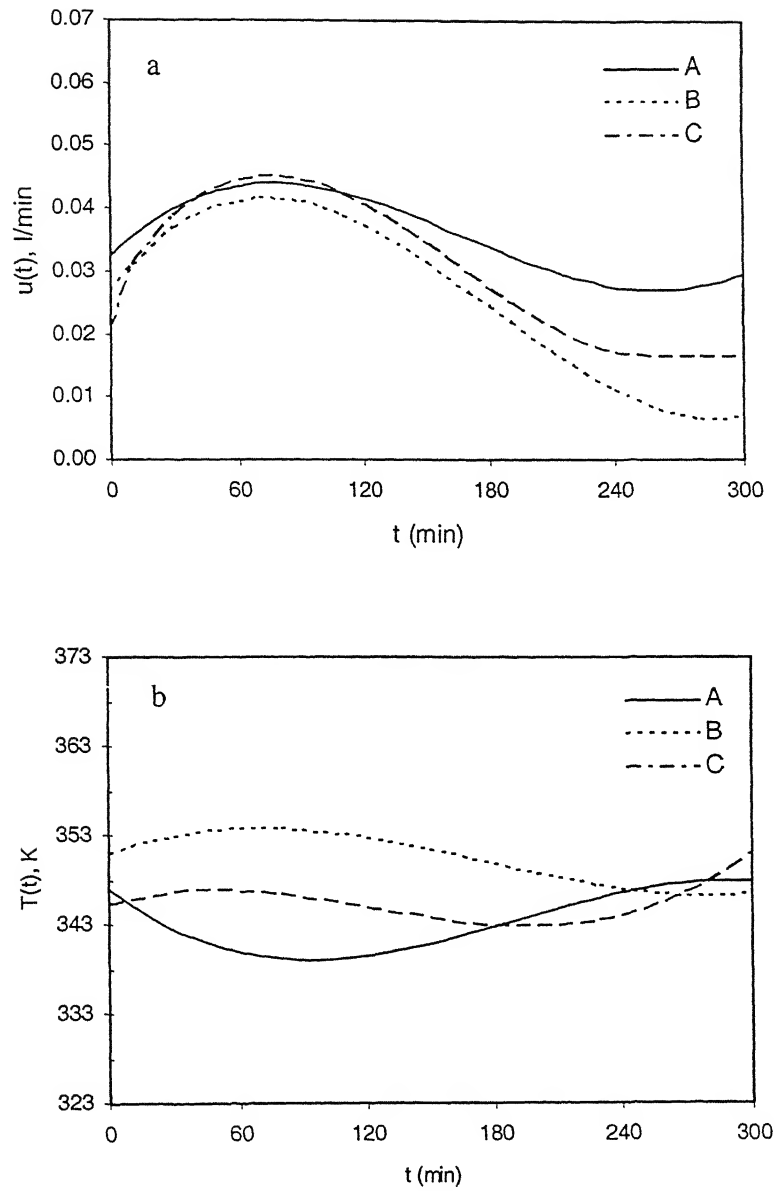 0.07
a
A
0.06
B
0.05
C
0.04
u(t), l/min
0.03
0.02
0.01
0.00
0 60 120 180 240 300
t (min)
373
b
A
363
B
C
353
T(t), K
343
333
323
0 60 120 180 240 300
t (min)